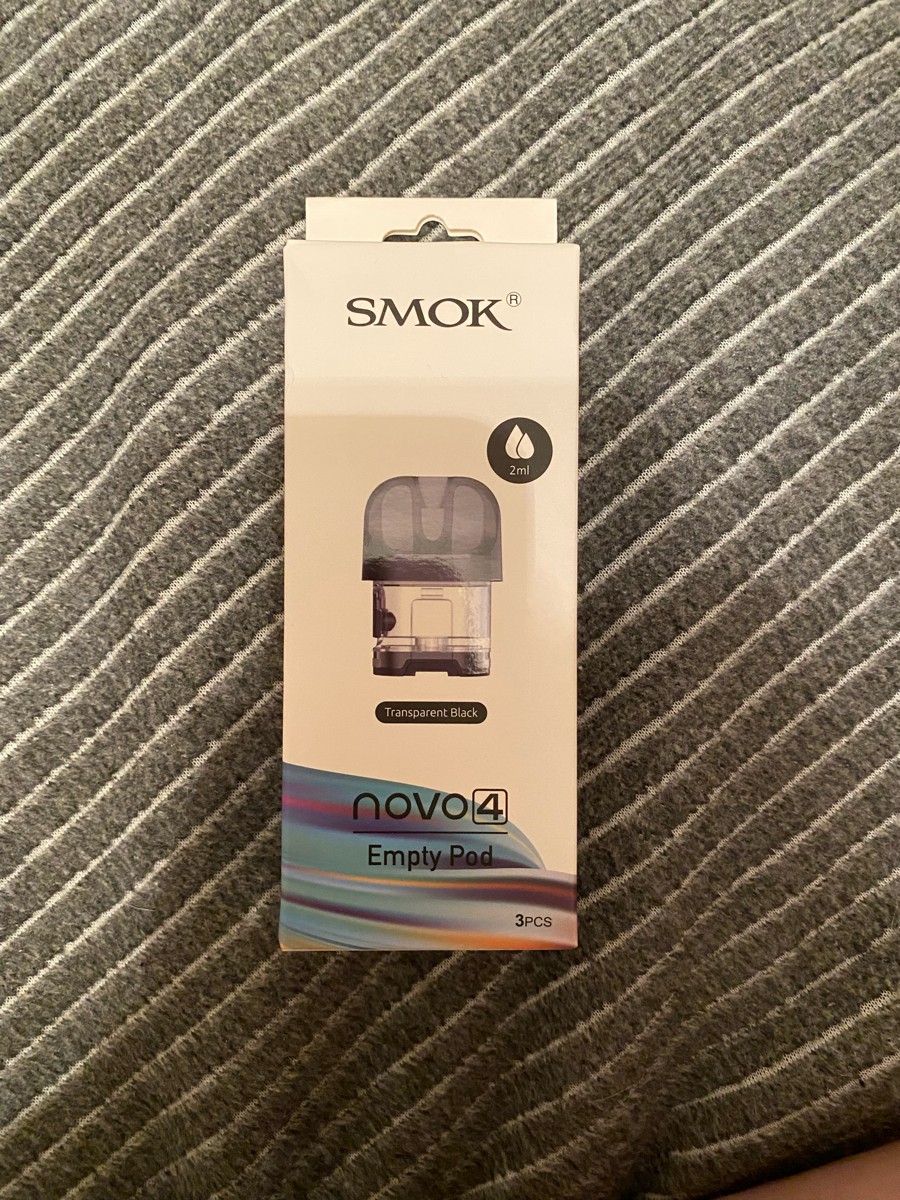 SMOK®
2ml
Transparent Black
novo4
Empty Pod
3PCS